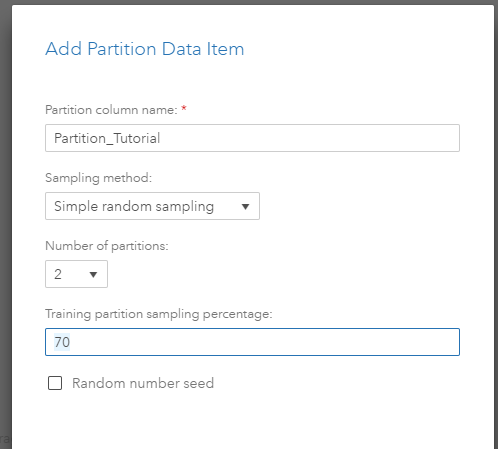 Add Partition Data Item
Partition column name: *
Partition_Tutorial
Sampling method:
Simple random sampling
Number of partitions:
2
Training partition sampling percentage:
70
Random number seed